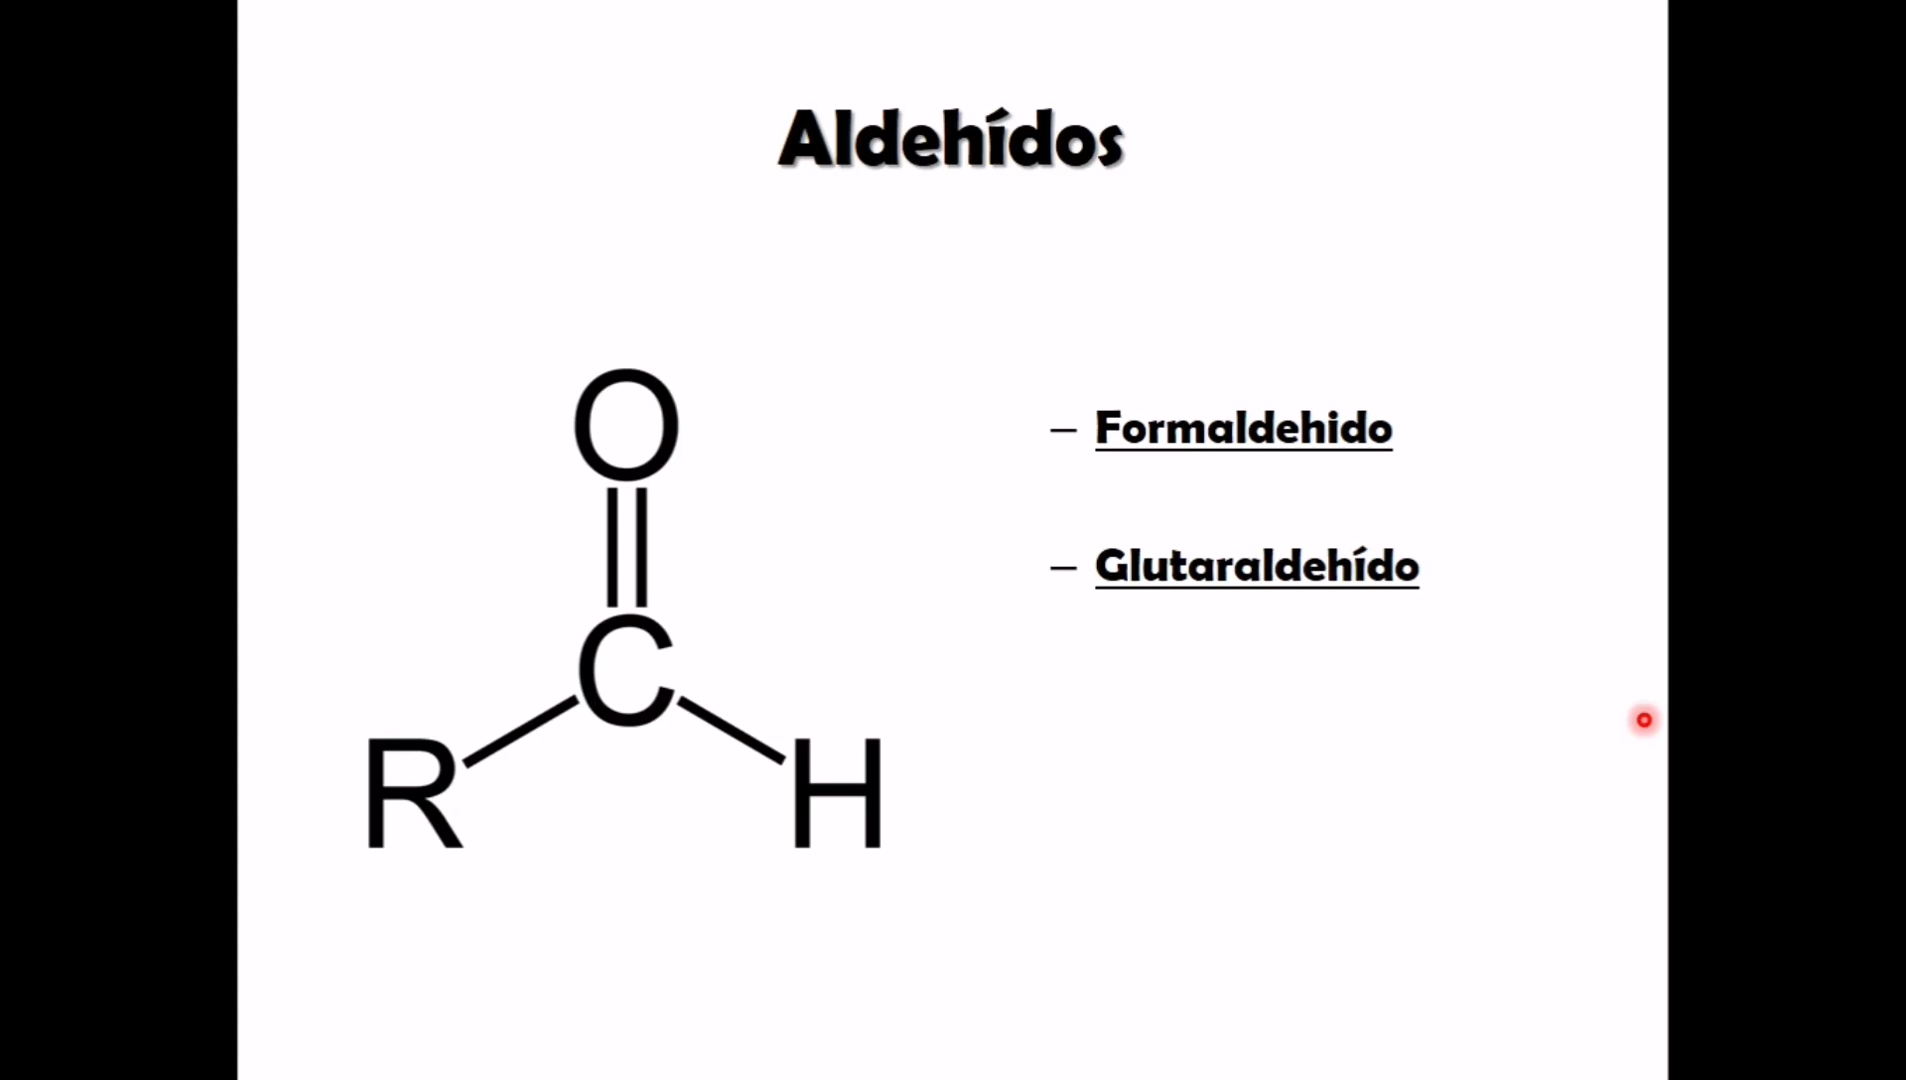 Aldehídos
O
– Formaldehido
– Glutaraldehído
C
R H